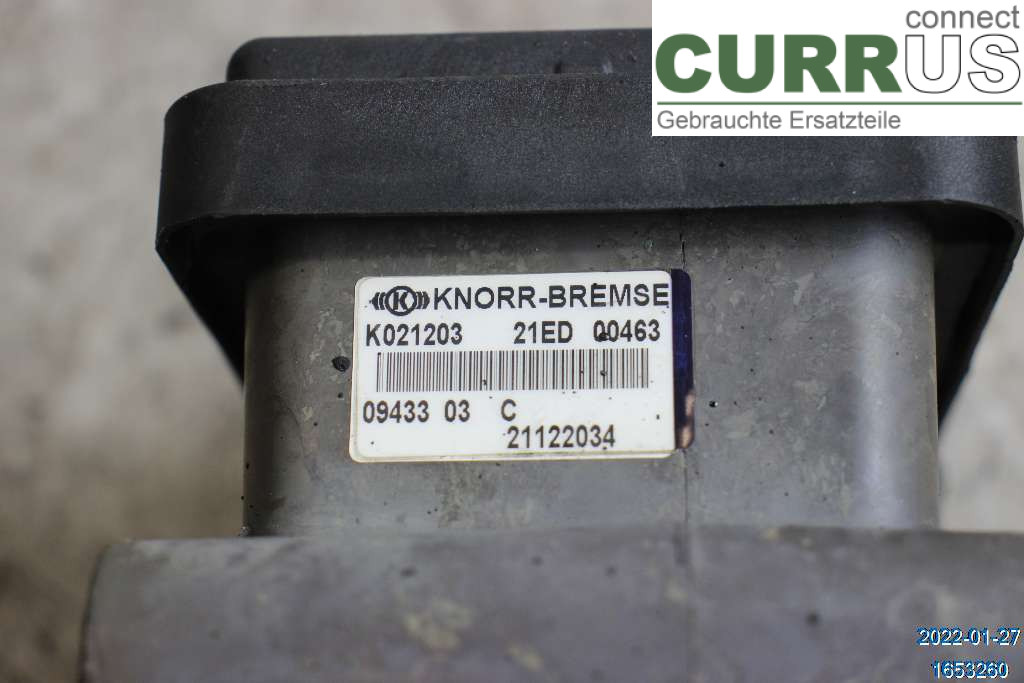 connect
CURRUS
Gebrauchte Ersatzteile
K KNORR-BREMSE
K021203 21ED 00463
09433 03 C
21122034
2022-01-27
1653260